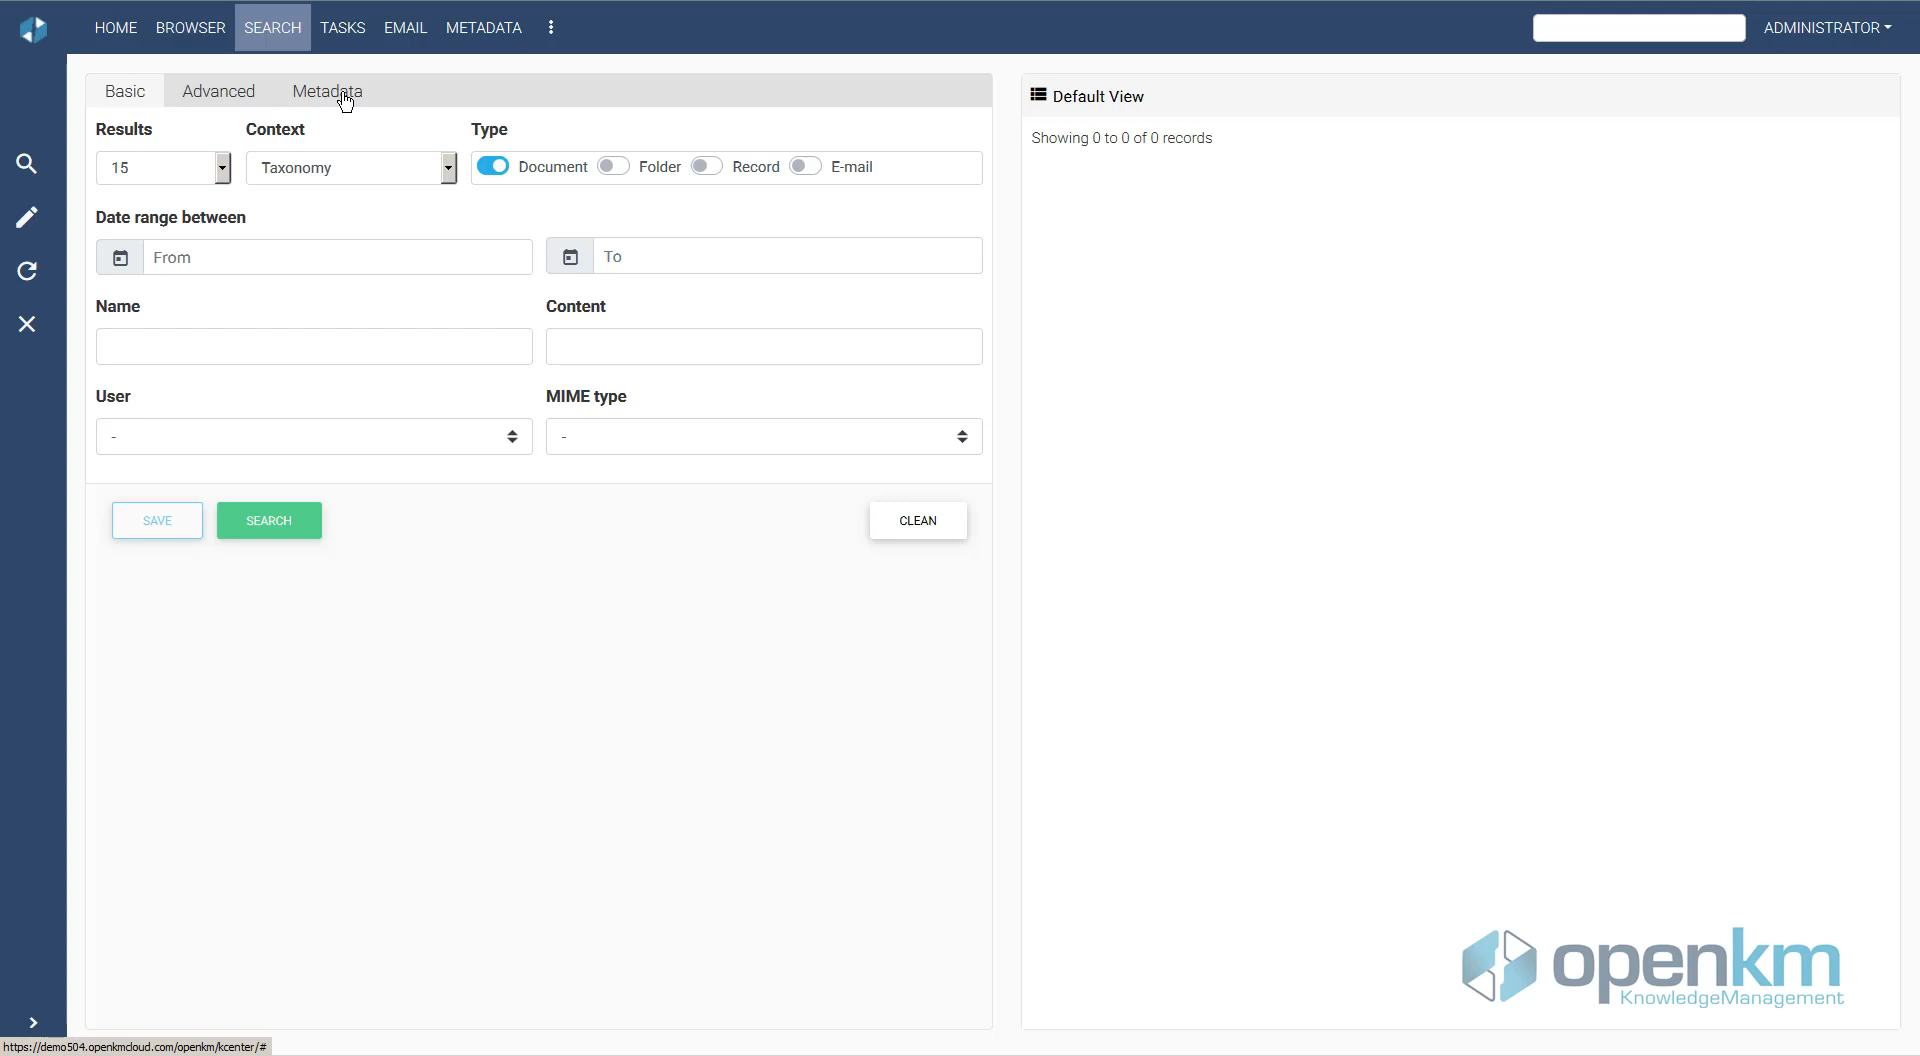 HOME BROWSER SEARCH TASKS EMAIL METADATA ADMINISTRATOR
Basic Advanced Metadata
Default View
Results Context Type
Showing 0 to 0 of 0 records
15 Taxonomy Document Folder Record E-mail
Date range between
From To
Name Content
User MIME type
- -
SAVE SEARCH CLEAN
openkm
KnowledgeManagement
https://demo504.openkmcloud.com/openkm/kcenter/#